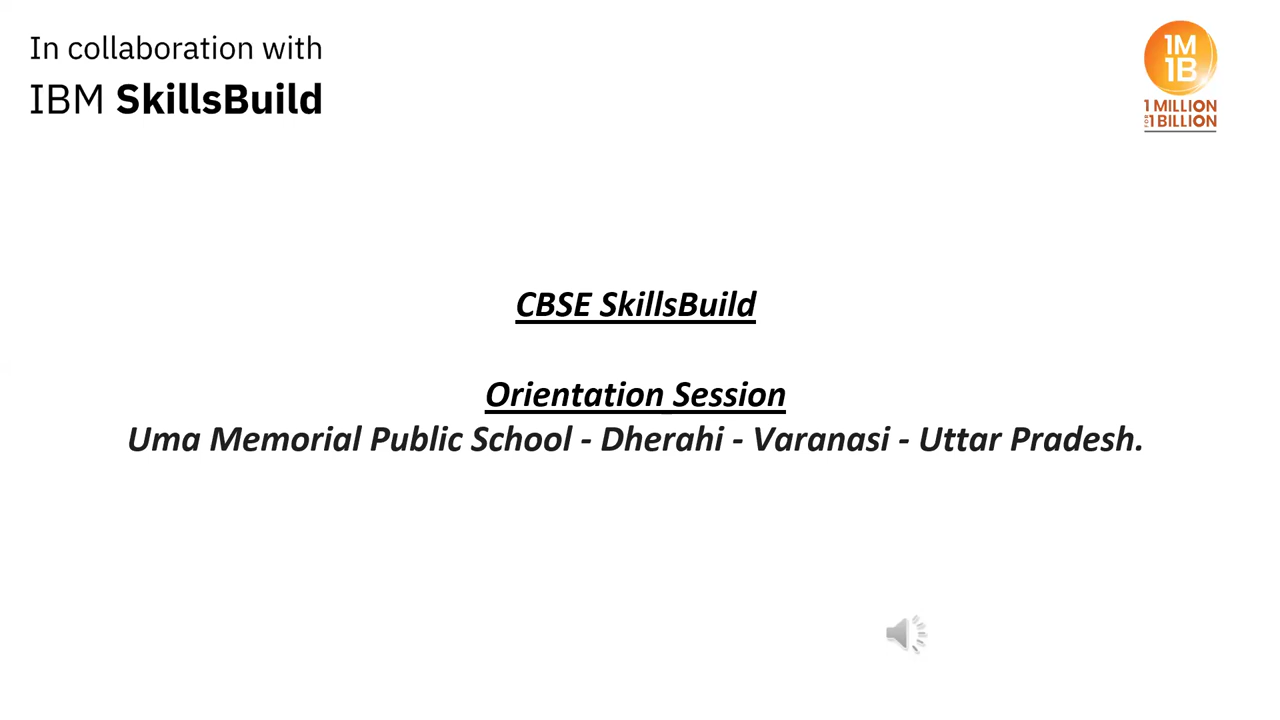 In collaboration with
IBM SkillsBuild
1M
1B
1 MILLION
FOR 1 BILLION
CBSE SkillsBuild
Orientation Session
Uma Memorial Public School - Dherahi - Varanasi - Uttar Pradesh.